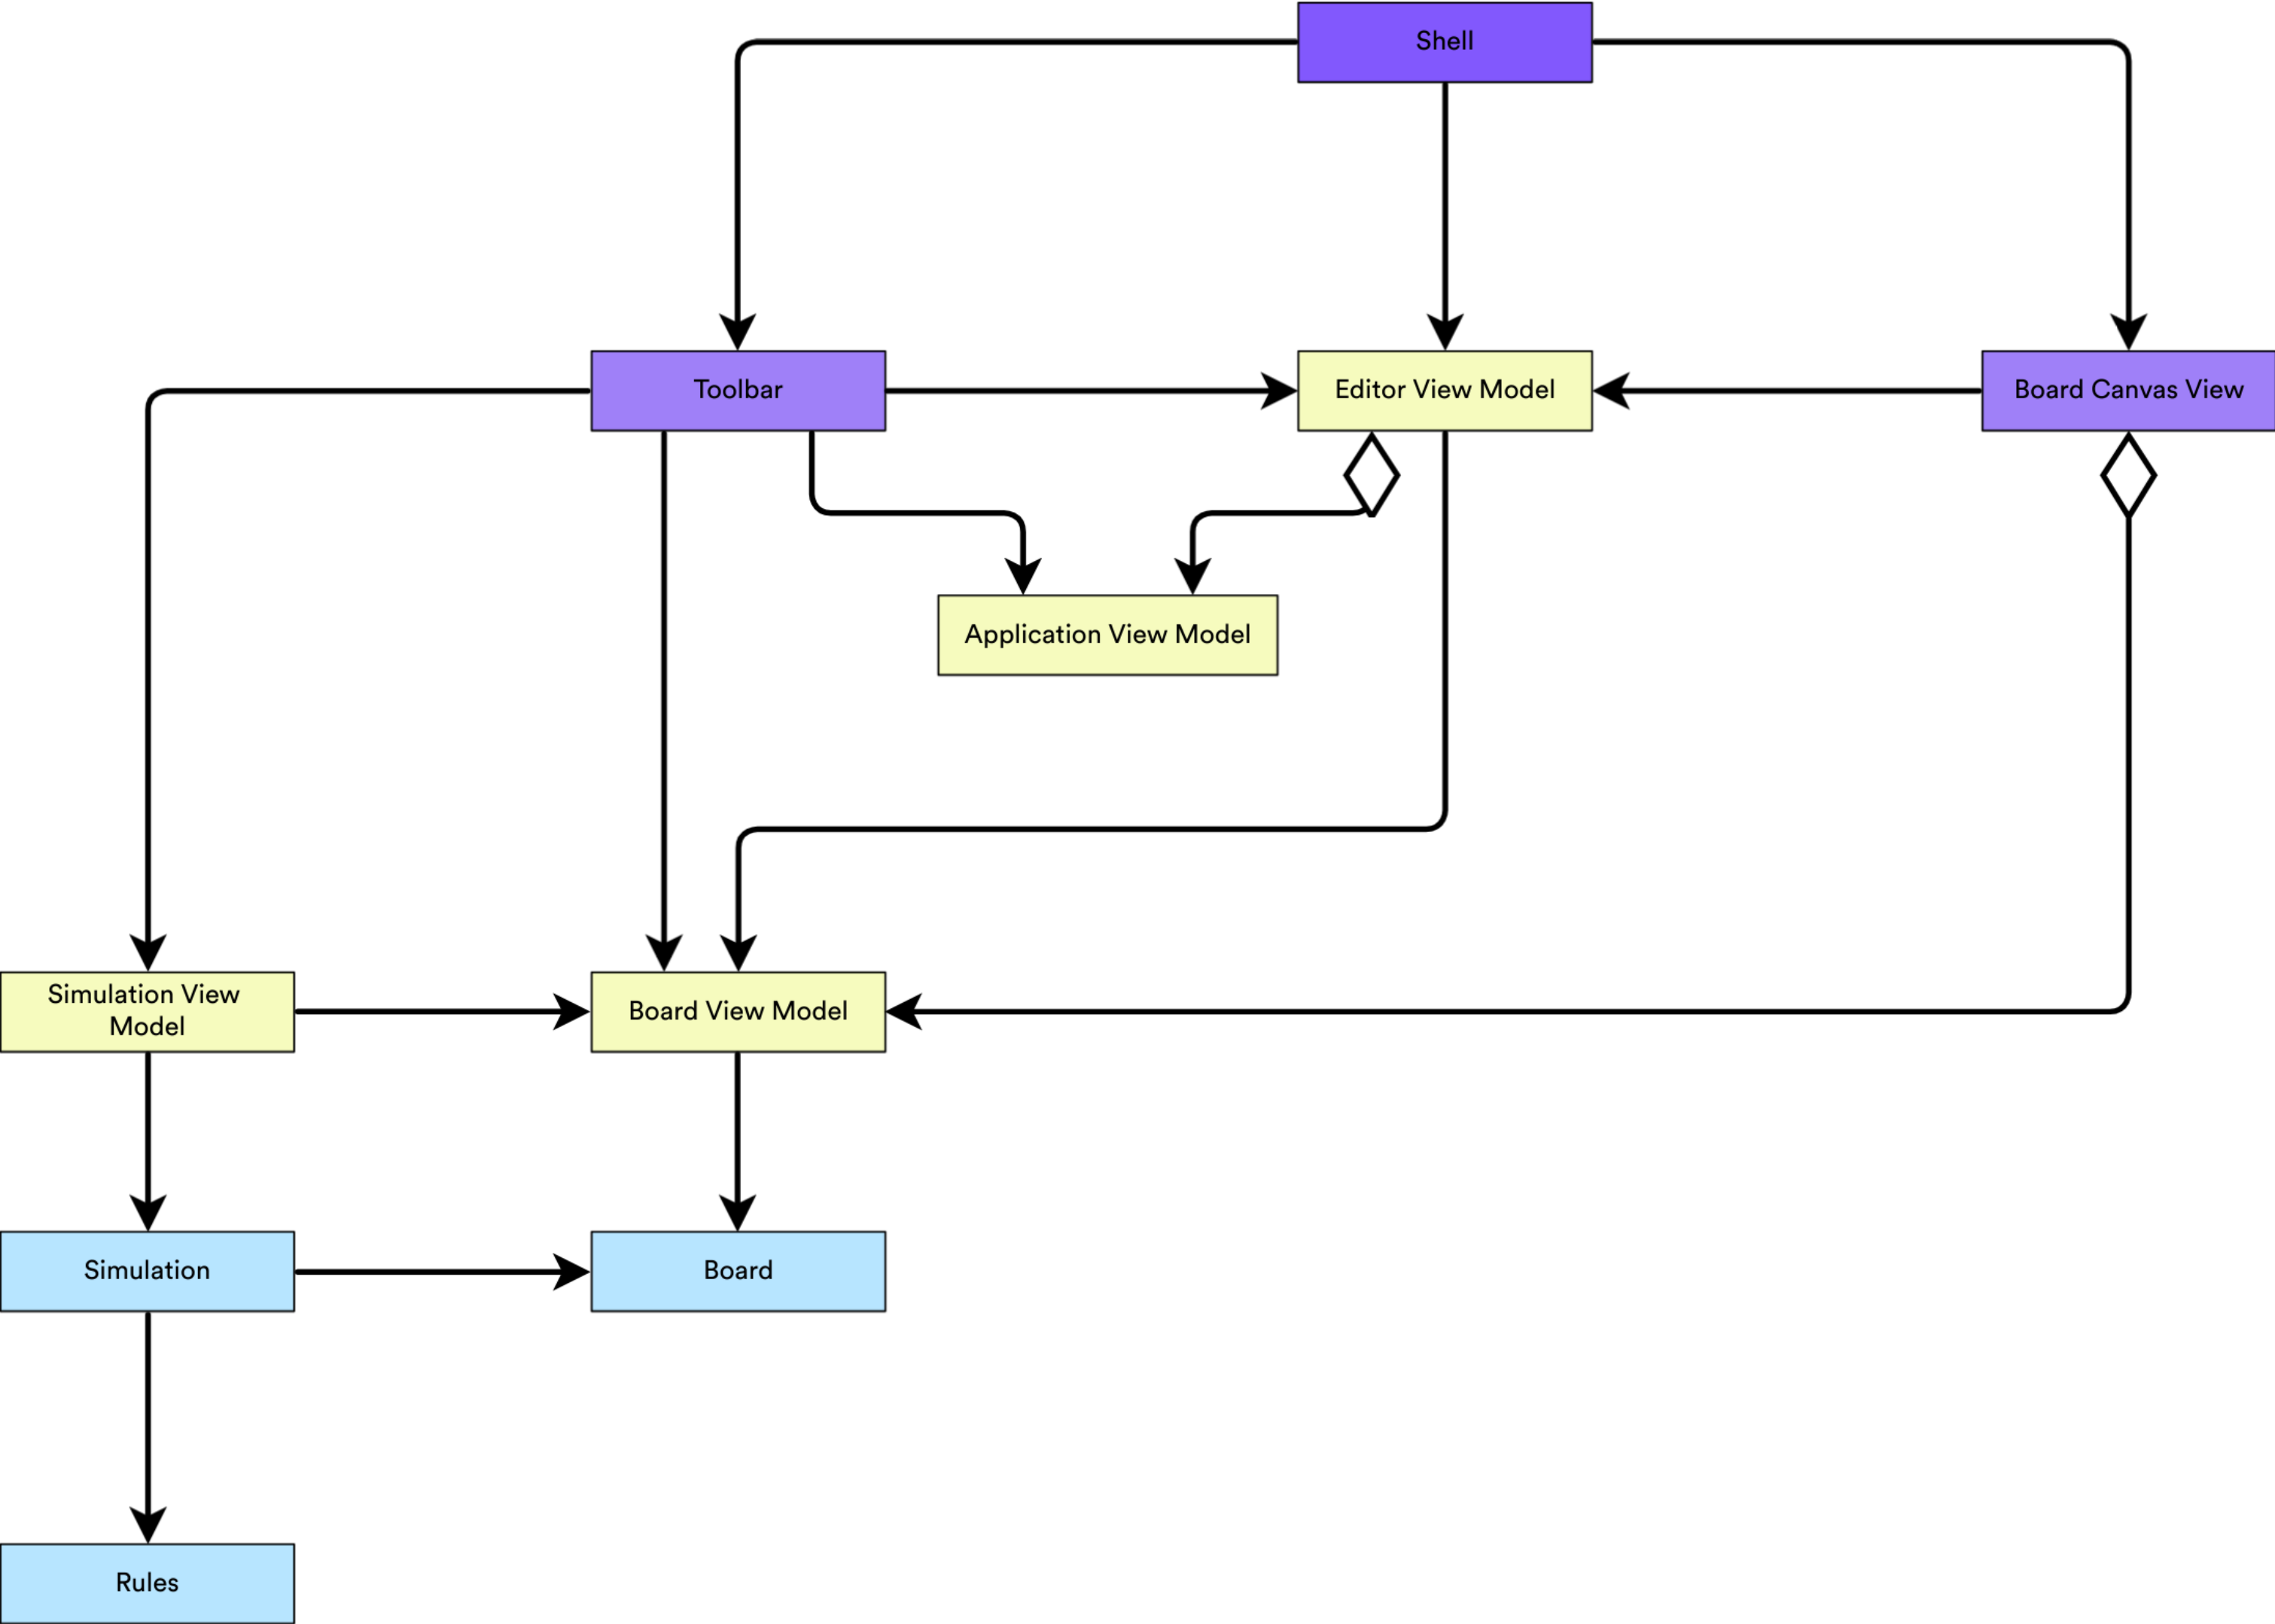 Shell
Toolbar
Editor View Model
Board Canvas View
Application View Model
Simulation View
Model
Board View Model
Simulation
Board
Rules